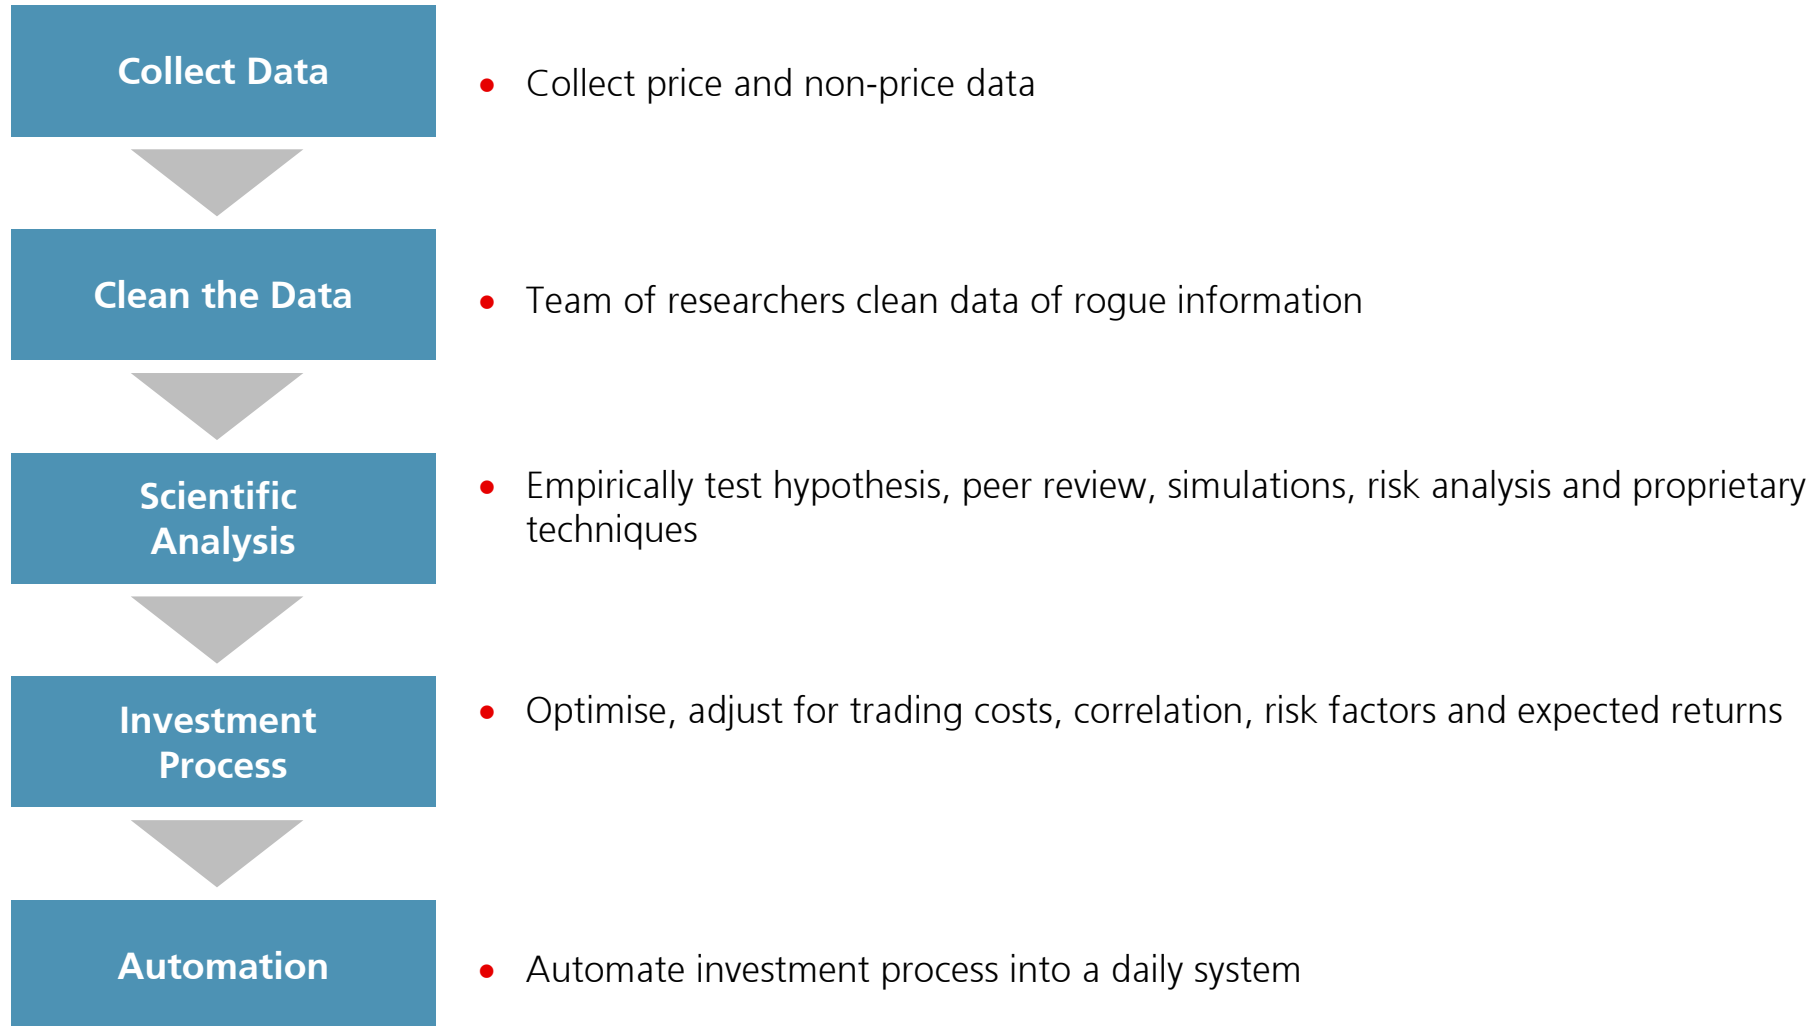 Collect Data
• Collect price and non-price data
Clean the Data
• Team of researchers clean data of rogue information
Scientific
Analysis
• Empirically test hypothesis, peer review, simulations, risk analysis and proprietary
techniques
Investment
Process
• Optimise, adjust for trading costs, correlation, risk factors and expected returns
Automation
• Automate investment process into a daily system